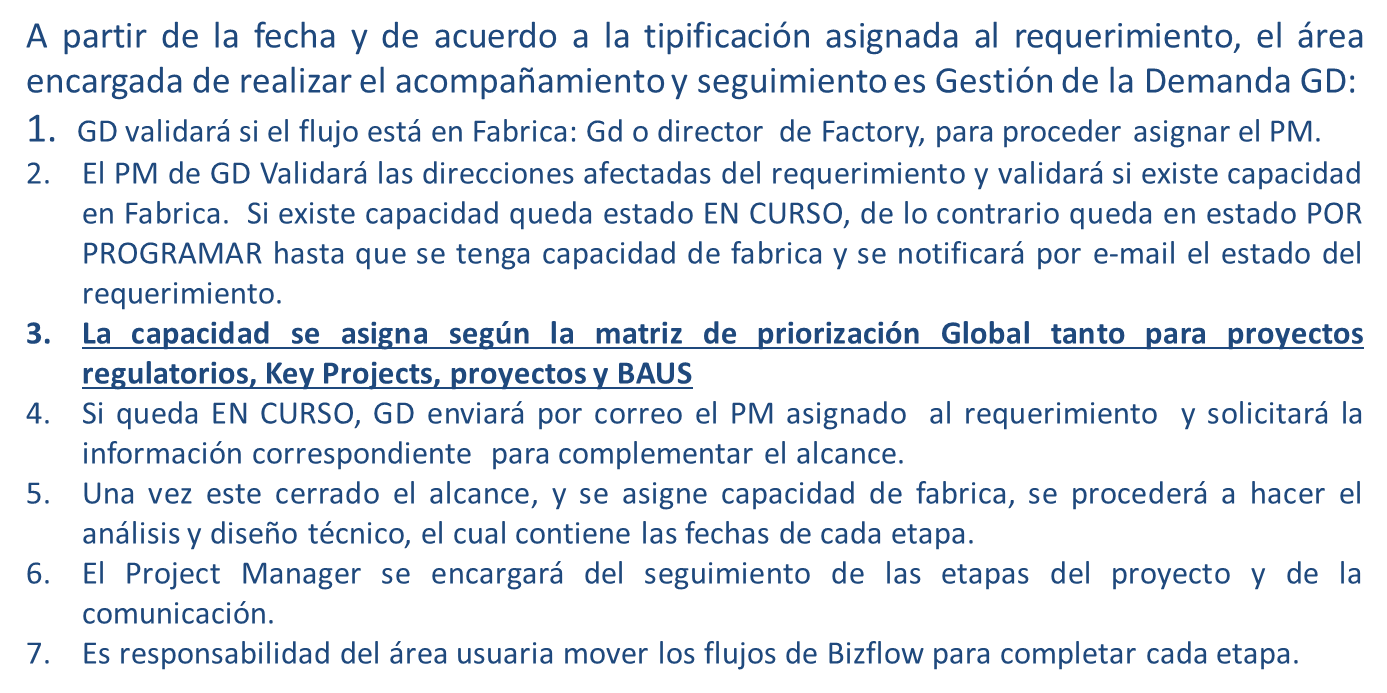 A partir de la fecha y de acuerdo a la tipificación asignada al requerimiento, el área
encargada de realizar el acompañamiento y seguimiento es Gestión de la Demanda GD:
1. GD validará si el flujo está en Fabrica: Gd o director de Factory, para proceder asignar el PM.
2. El PM de GD Validará las direcciones afectadas del requerimiento y validará si existe capacidad
en Fabrica. Si existe capacidad queda estado EN CURSO, de lo contrario queda en estado POR
PROGRAMAR hasta que se tenga capacidad de fabrica y se notificará por e-mail el estado del
requerimiento.
3. La capacidad se asigna según la matriz de priorización Global tanto para proyectos
regulatorios, Key Projects, proyectos y BAUS
4. Si queda EN CURSO, GD enviará por correo el PM asignado al requerimiento y solicitará la
información correspondiente para complementar el alcance.
5. Una vez este cerrado el alcance, y se asigne capacidad de fabrica, se procederá a hacer el
análisis y diseño técnico, el cual contiene las fechas de cada etapa.
6. El Project Manager se encargará del seguimiento de las etapas del proyecto y de la
comunicación.
7. Es responsabilidad del área usuaria mover los flujos de Bizflow para completar cada etapa.